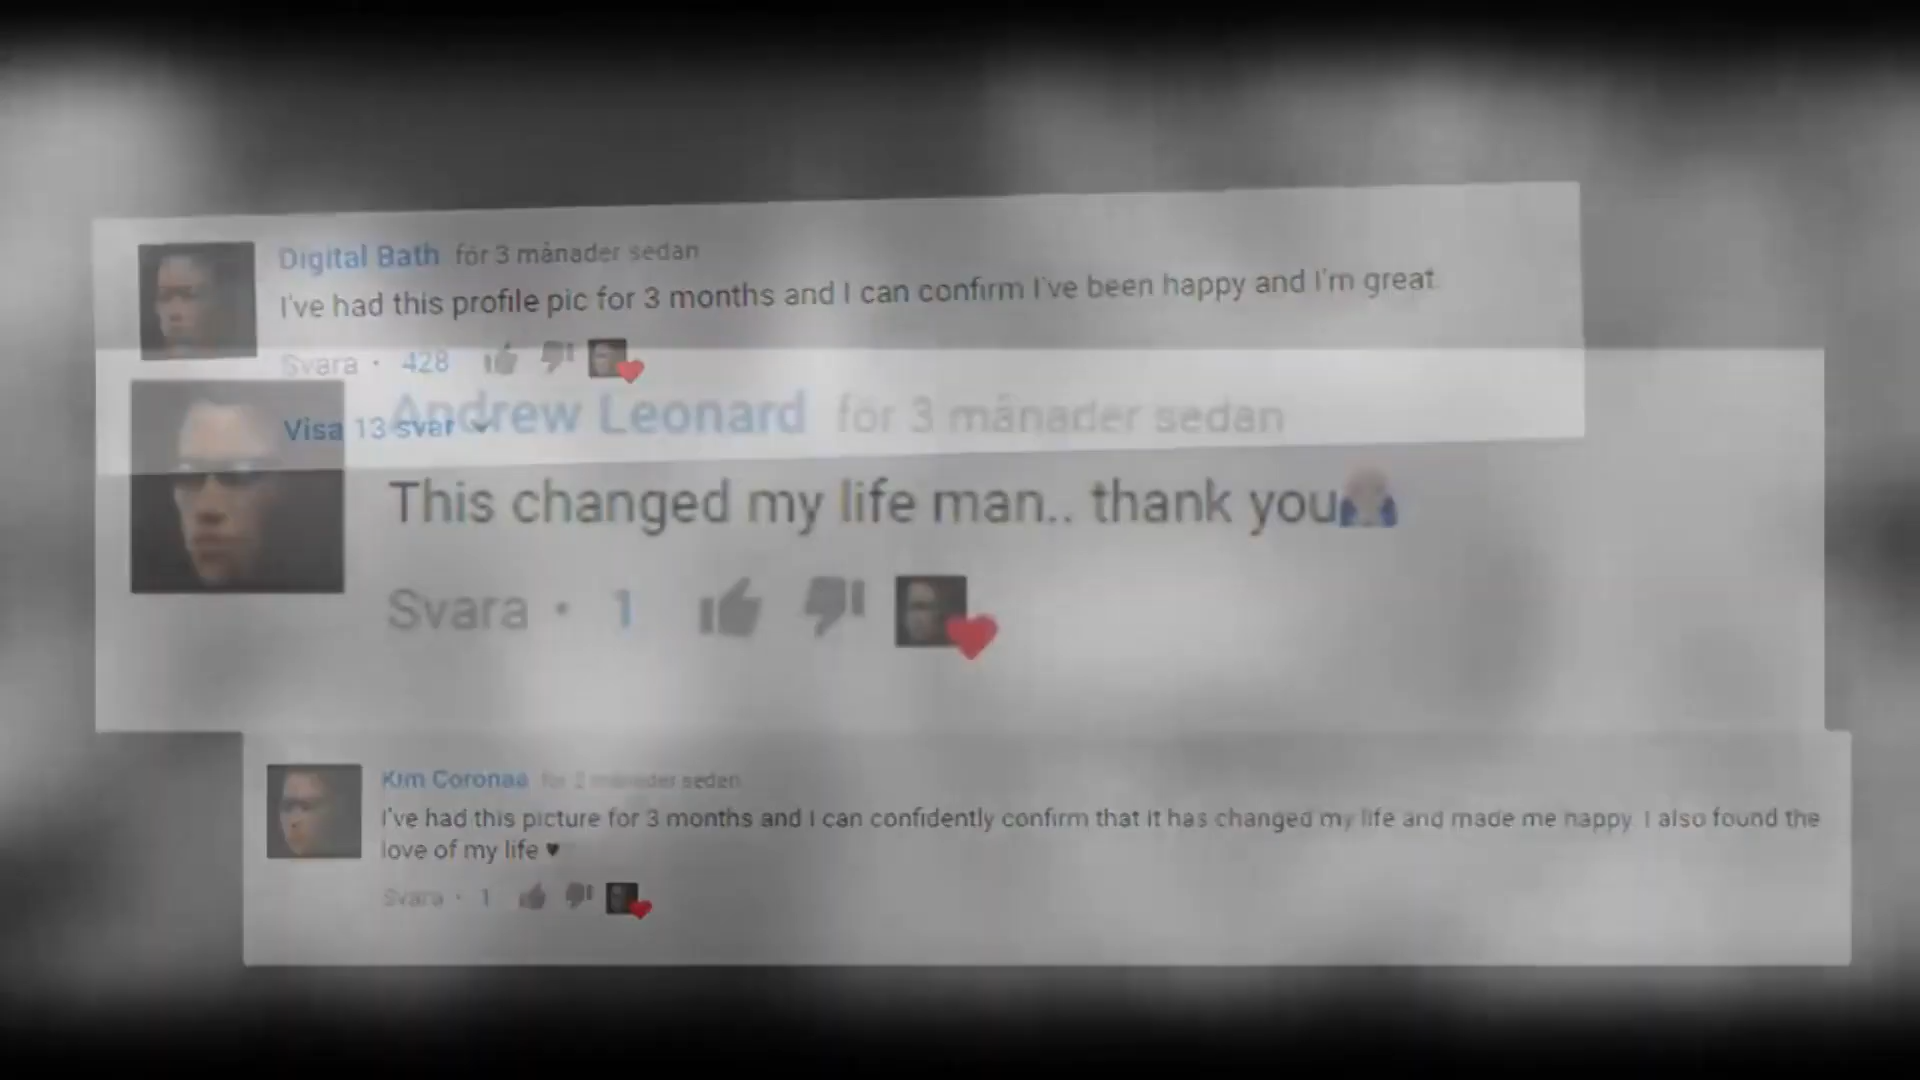 Digital Bath för 3 månader sedan
I've had this profile pic for 3 months and I can confirm I've been happy and I'm great.
Svara · 428
Visa 13 svar
Andrew Leonard för 3 månader sedan
This changed my life man.. thank you
Svara · 1
Kim Coronaa för 2 månader sedan
I've had this picture for 3 months and I can confidently confirm that it has changed my life and made me happy. I also found the
love of my life ♥
Svara · 1